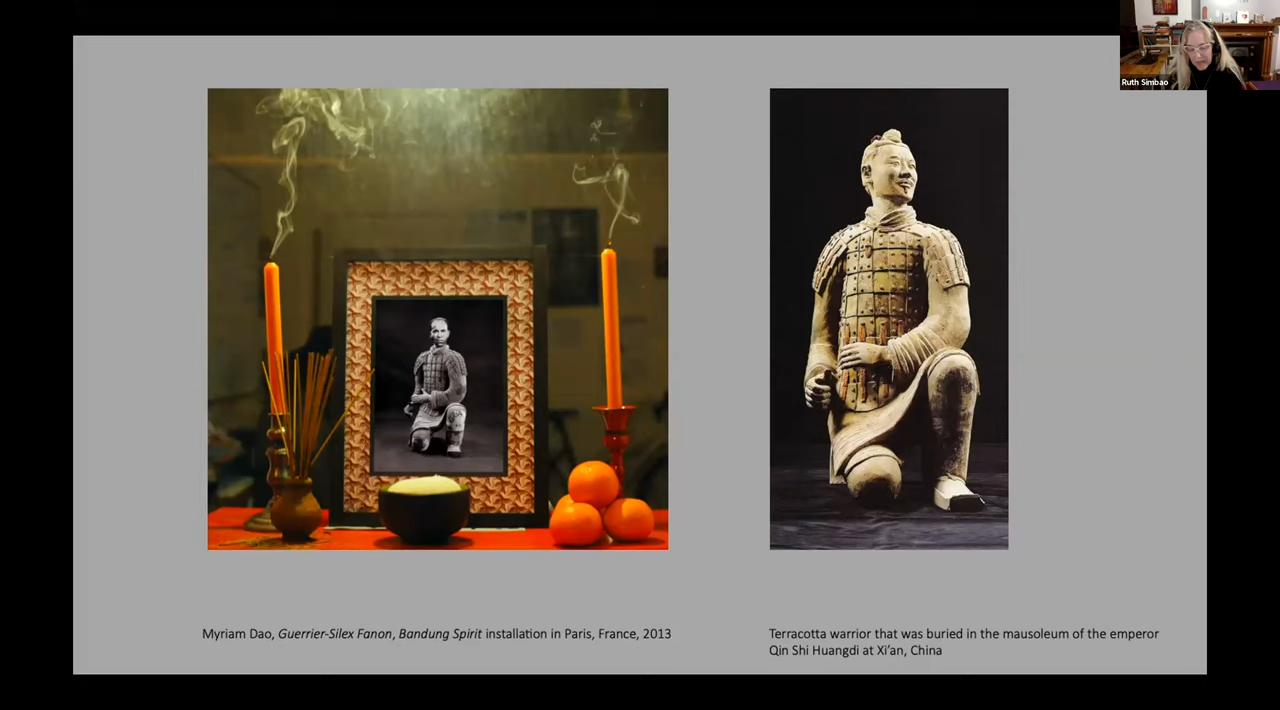 Ruth Simbao
Myriam Dao, Guerrier-Silex Fanon, Bandung Spirit installation in Paris, France, 2013
Terracotta warrior that was buried in the mausoleum of the emperor
Qin Shi Huangdi at Xi'an, China